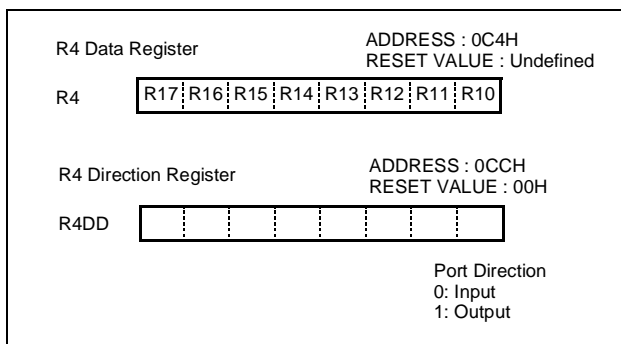 R4 Data Register
ADDRESS : 0C4H
RESET VALUE : Undefined
R4
R17 R16 R15 R14 R13 R12 R11 R10
R4 Direction Register
ADDRESS : 0CCH
RESET VALUE : 00H
R4DD
Port Direction
0: Input
1: Output